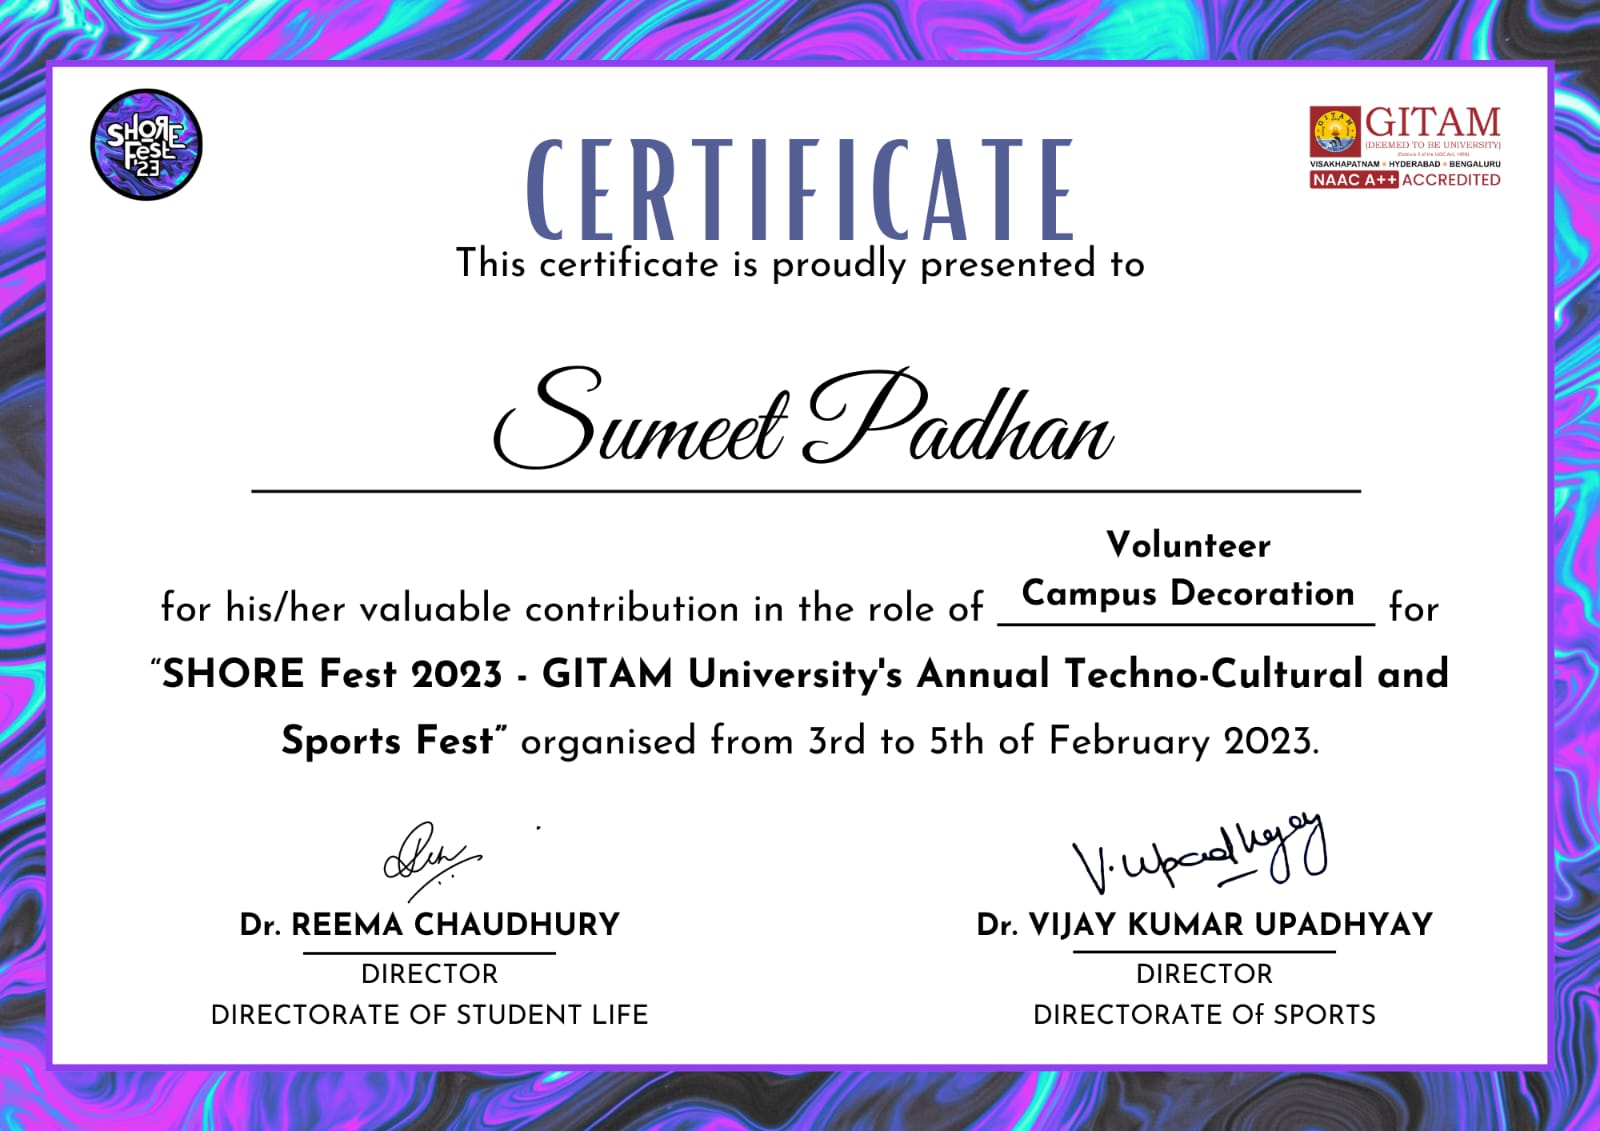 SHORE
Fest
'23
GITAM
(DEEMED TO BE UNIVERSITY)
VISAKHAPATNAM HYDERABAD BENGALURU
NAAC A++ ACCREDITED
CERTIFICATE
This certificate is proudly presented to
Sumeet Padhan
Volunteer
for his/her valuable contribution in the role of Campus Decoration for
“SHORE Fest 2023 - GITAM University's Annual Techno-Cultural and
Sports Fest” organised from 3rd to 5th of February 2023.
V. Upadhyay
Dr. REEMA CHAUDHURY
Dr. VIJAY KUMAR UPADHYAY
DIRECTOR
DIRECTOR
DIRECTORATE OF STUDENT LIFE
DIRECTORATE Of SPORTS